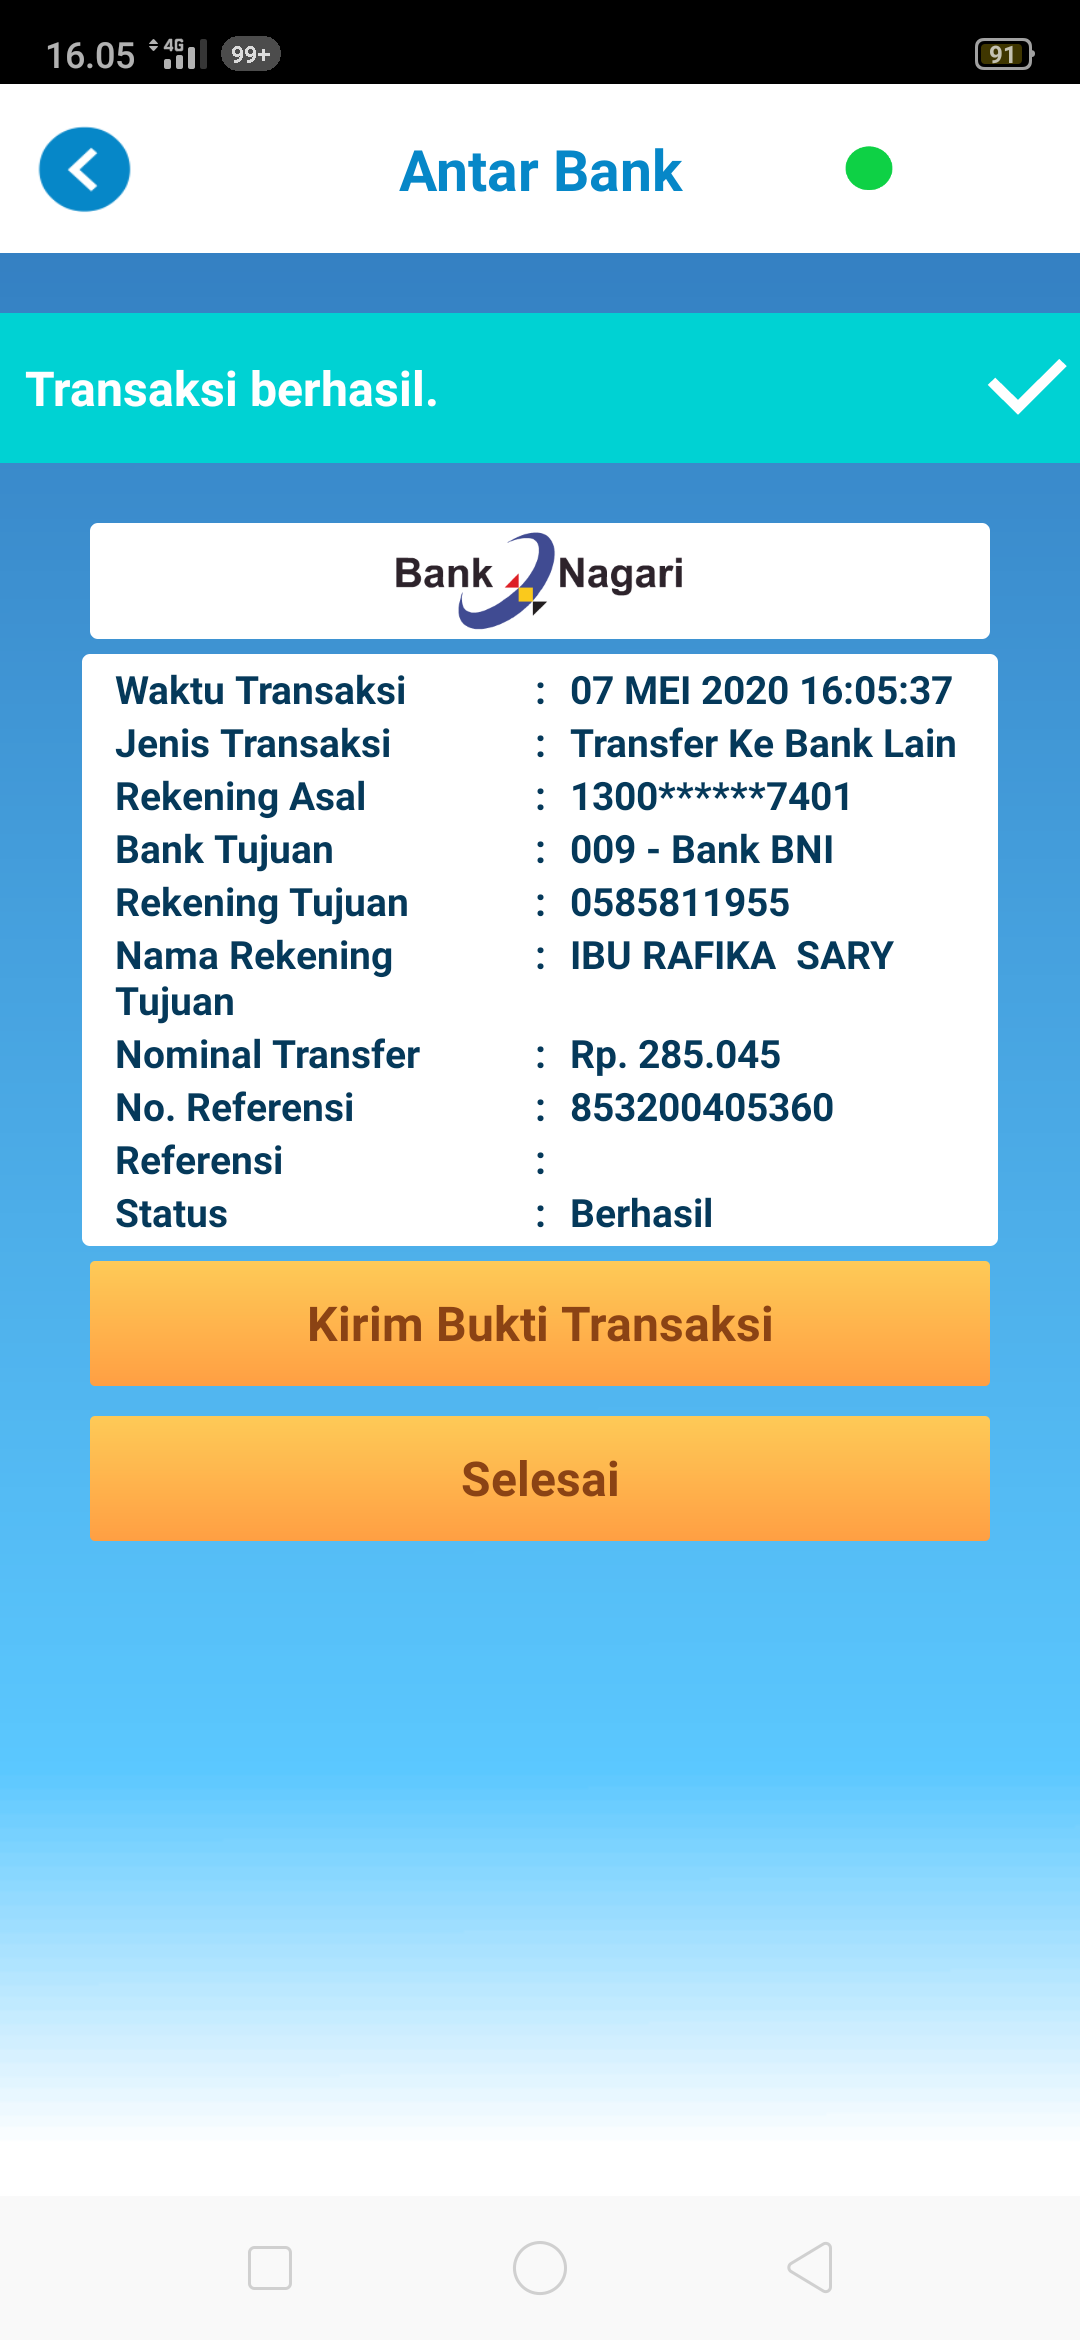 16.05 4G 99+ 91
Antar Bank
Transaksi berhasil.
Bank Nagari
Waktu Transaksi : 07 MEI 2020 16:05:37
Jenis Transaksi : Transfer Ke Bank Lain
Rekening Asal : 1300******7401
Bank Tujuan : 009 - Bank BNI
Rekening Tujuan : 0585811955
Nama Rekening : IBU RAFIKA  SARY
Tujuan
Nominal Transfer : Rp. 285.045
No. Referensi : 853200405360
Referensi :
Status : Berhasil
Kirim Bukti Transaksi
Selesai